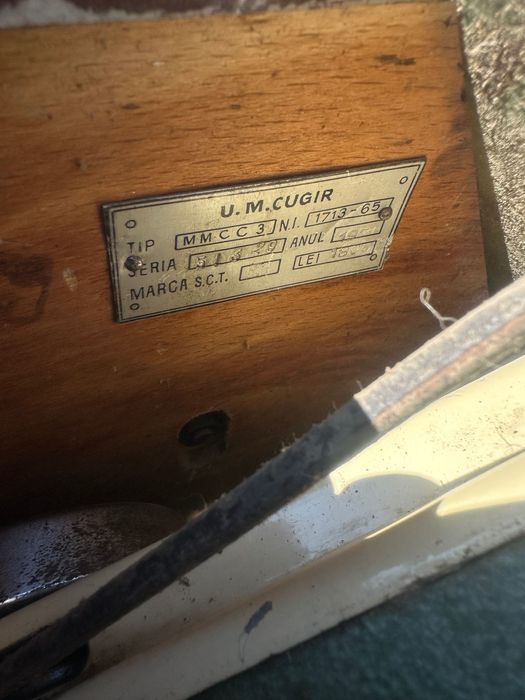 U.M.CUGIR
TIP MMCC3 N.I. 1713-65
SERIA ANUL
MARCA S.C.T. LEI